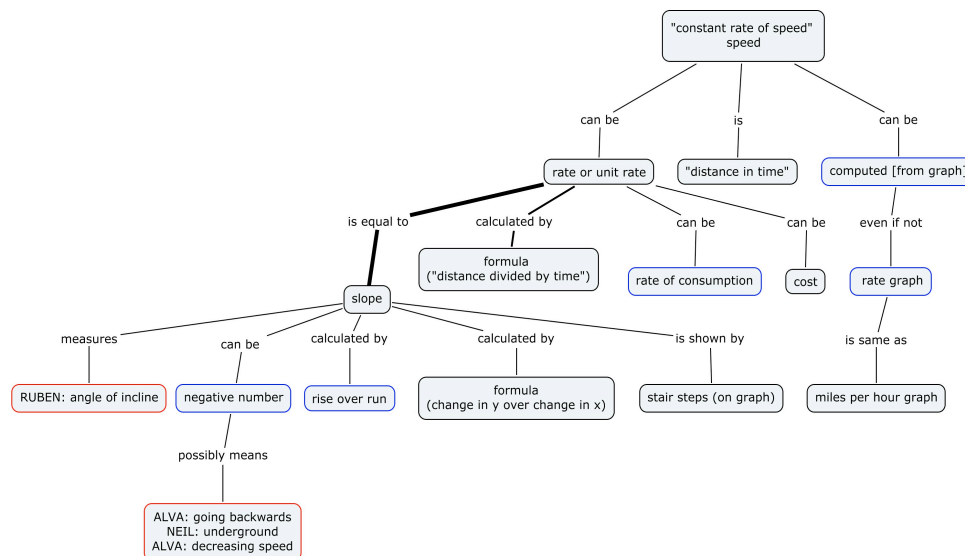 "constant rate of speed"
speed
can be
is
can be
rate or unit rate
"distance in time"
computed [from graph]
is equal to
calculated by
can be
can be
even if not
formula
("distance divided by time")
rate of consumption
cost
rate graph
slope
measures
can be
calculated by
calculated by
is shown by
is same as
RUBEN: angle of incline
negative number
rise over run
formula
(change in y over change in x)
stair steps (on graph)
miles per hour graph
possibly means
ALVA: going backwards
NEIL: underground
ALVA: decreasing speed